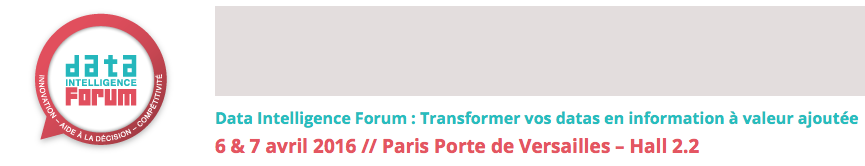 data
INTELLIGENCE
Forum
INNOVATION – AIDE À LA DÉCISION – COMPÉTITIVITÉ
Data Intelligence Forum : Transformer vos datas en information à valeur ajoutée
6 & 7 avril 2016 // Paris Porte de Versailles – Hall 2.2